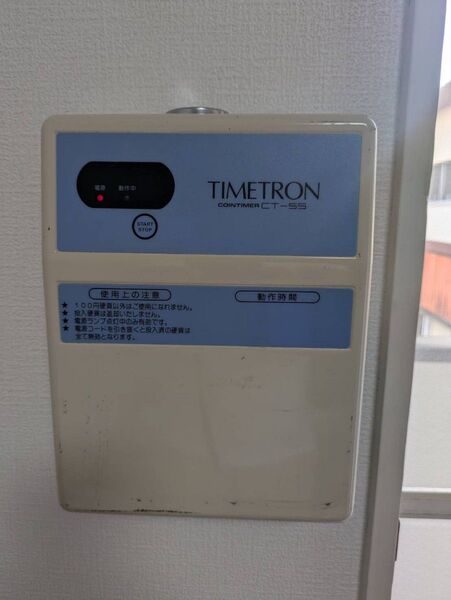 電源 動作中
TIMETRON
COINTIMER CT-55
START
STOP
使用上の注意
動作時間
★ 100円硬貨以外はご使用になれません。
★ 投入硬貨は返却いたしません。
★ 電源ランプ点灯中のみ有効です。
★ 電源コードを引き抜くと投入済の硬貨は
全て無効となります。